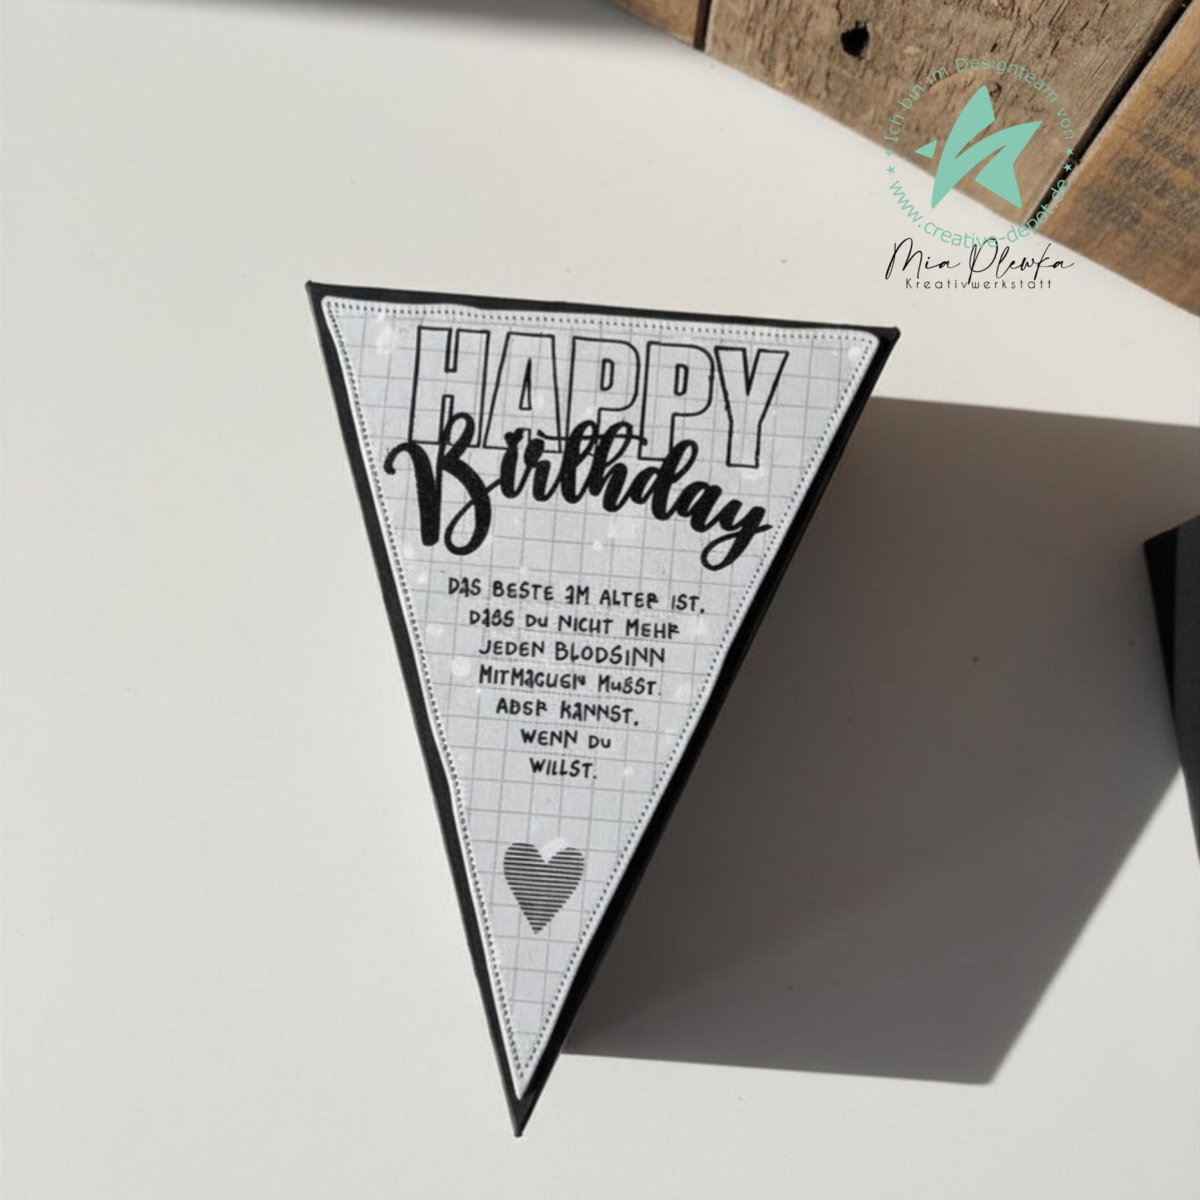 Ich bin im Designteam von
www.creative-depot.de
Mia Plewka
Kreativwerkstatt
HAPPY
Birthday
DAS BESTE AM ALTER IST,
DASS DU NICHT MEHR
JEDEN BLÖDSINN
MITMACHEN MUSST.
ABER KANNST,
WENN DU
WILLST.